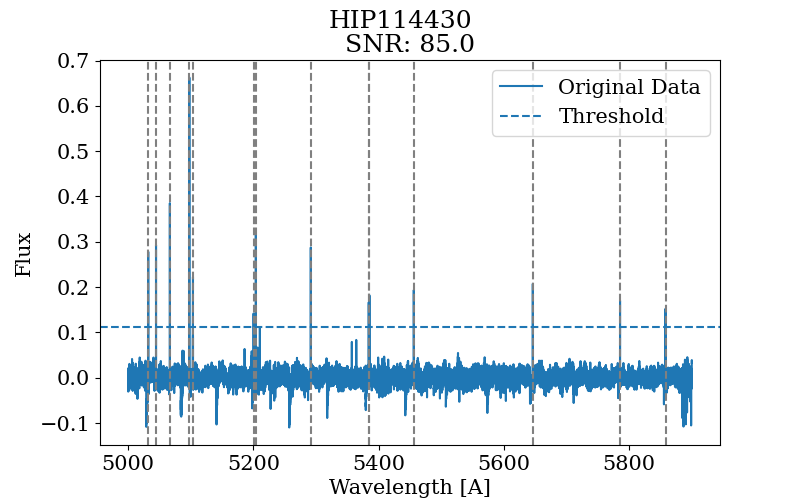 HIP114430
SNR: 85.0
Original Data
Threshold
Flux
0.7
0.6
0.5
0.4
0.3
0.2
0.1
0.0
−0.1
5000 5200 5400 5600 5800
Wavelength [A]